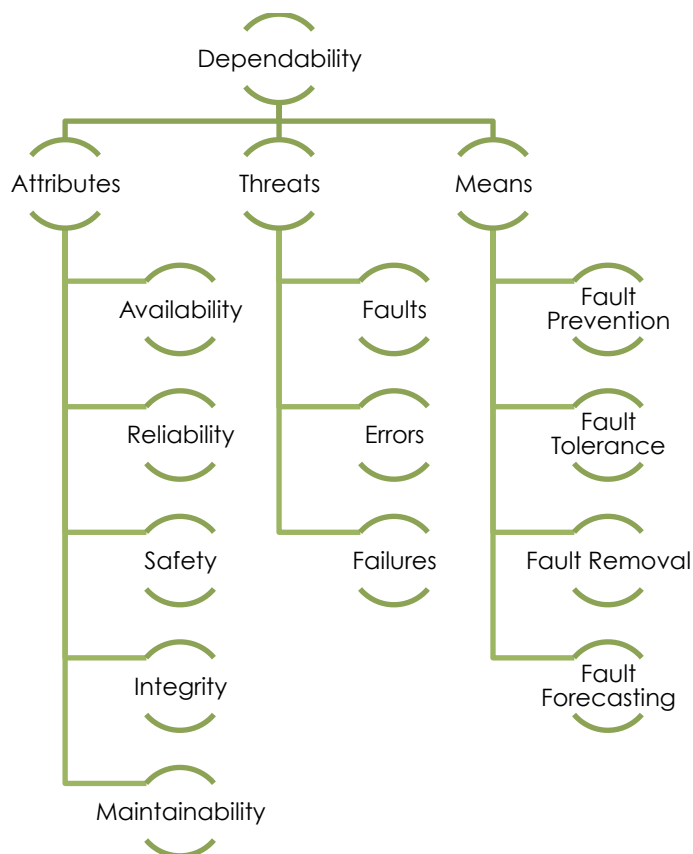 Dependability
Attributes
Threats
Means
Availability
Reliability
Safety
Integrity
Maintainability
Faults
Errors
Failures
Fault
Prevention
Fault
Tolerance
Fault Removal
Fault
Forecasting